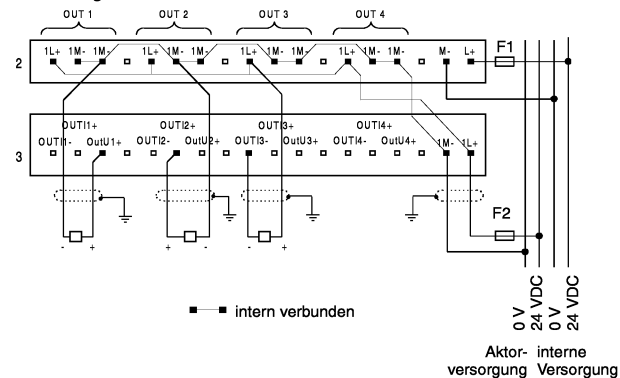 OUT 1 OUT 2 OUT 3 OUT 4
1L+ 1M- 1M- 1L+ 1M- 1M- 1L+ 1M- 1M- 1L+ 1M- 1M- M- L+ F1
2
OUTI1+ OUTI2+ OUTI3+ OUTI4+
OUTI1- OutU1+ OUTI2- OutU2+ OUTI3- OutU3+ OUTI4- OutU4+ 1M- 1L+
3
F2
- + + - - +
intern verbunden
0 V
24 VDC
0 V
24 VDC
Aktor- interne
versorgung Versorgung